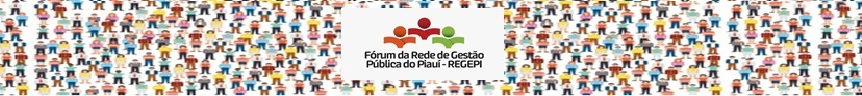 Fórum da Rede de Gestão
Pública do Piauí - REGEPI